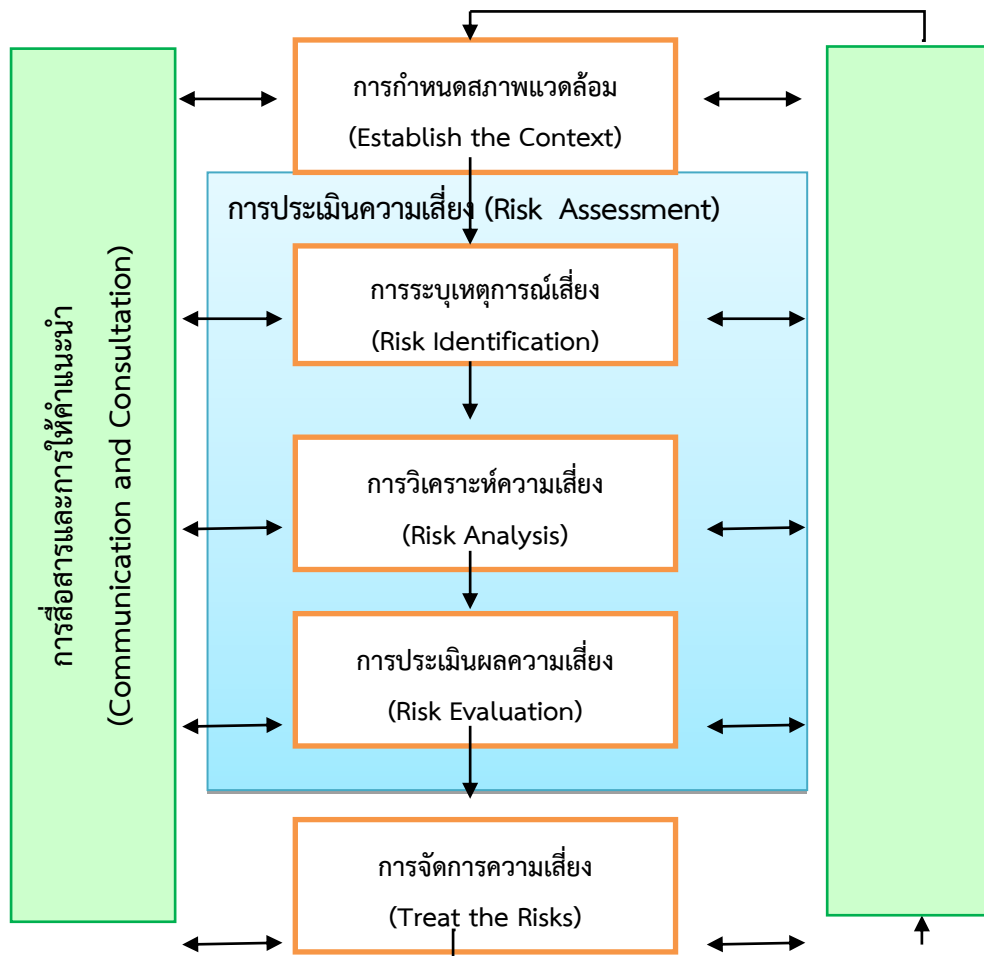 การกำหนดสภาพแวดล้อม
(Establish the Context)
การประเมินความเสี่ยง (Risk Assessment)
การระบุเหตุการณ์เสี่ยง
(Risk Identification)
การวิเคราะห์ความเสี่ยง
(Risk Analysis)
การประเมินผลความเสี่ยง
(Risk Evaluation)
การจัดการความเสี่ยง
(Treat the Risks)
การสื่อสารและการให้คำแนะนำ
(Communication and Consultation)